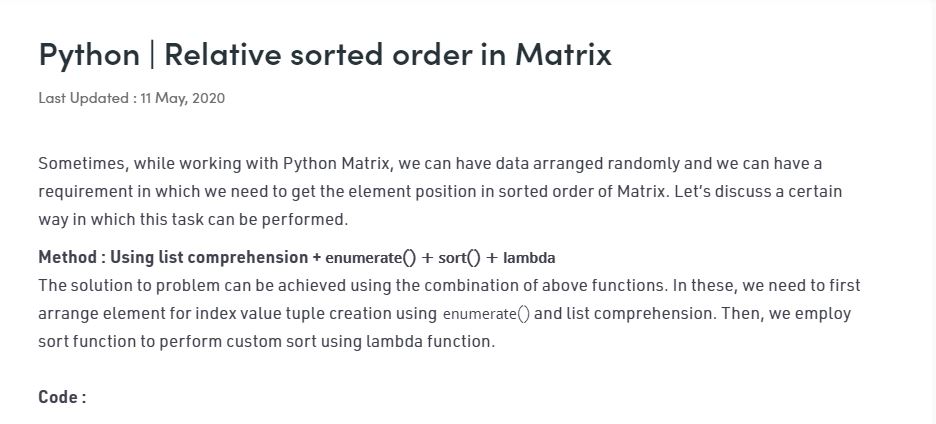 Python | Relative sorted order in Matrix
Last Updated : 11 May, 2020
Sometimes, while working with Python Matrix, we can have data arranged randomly and we can have a
requirement in which we need to get the element position in sorted order of Matrix. Let’s discuss a certain
way in which this task can be performed.
Method : Using list comprehension + enumerate() + sort() + lambda
The solution to problem can be achieved using the combination of above functions. In these, we need to first
arrange element for index value tuple creation using enumerate() and list comprehension. Then, we employ
sort function to perform custom sort using lambda function.
Code :